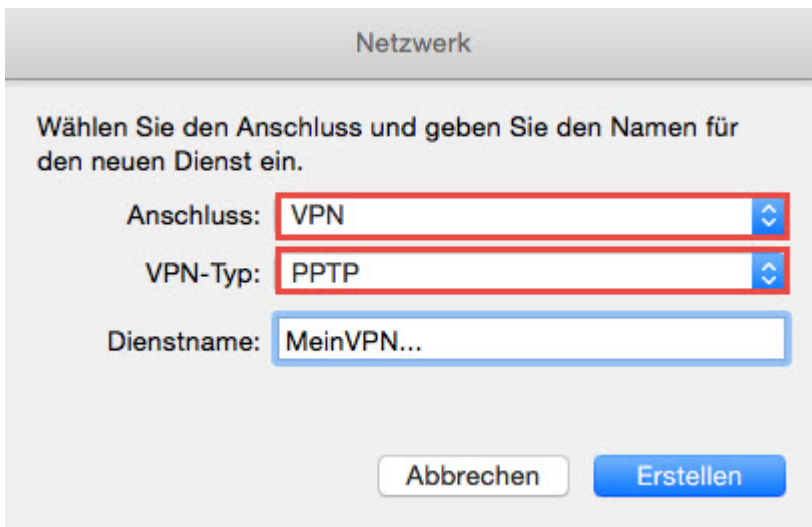 Netzwerk
Wählen Sie den Anschluss und geben Sie den Namen für
den neuen Dienst ein.
Anschluss: VPN
VPN-Typ: PPTP
Dienstname: MeinVPN...
Abbrechen Erstellen